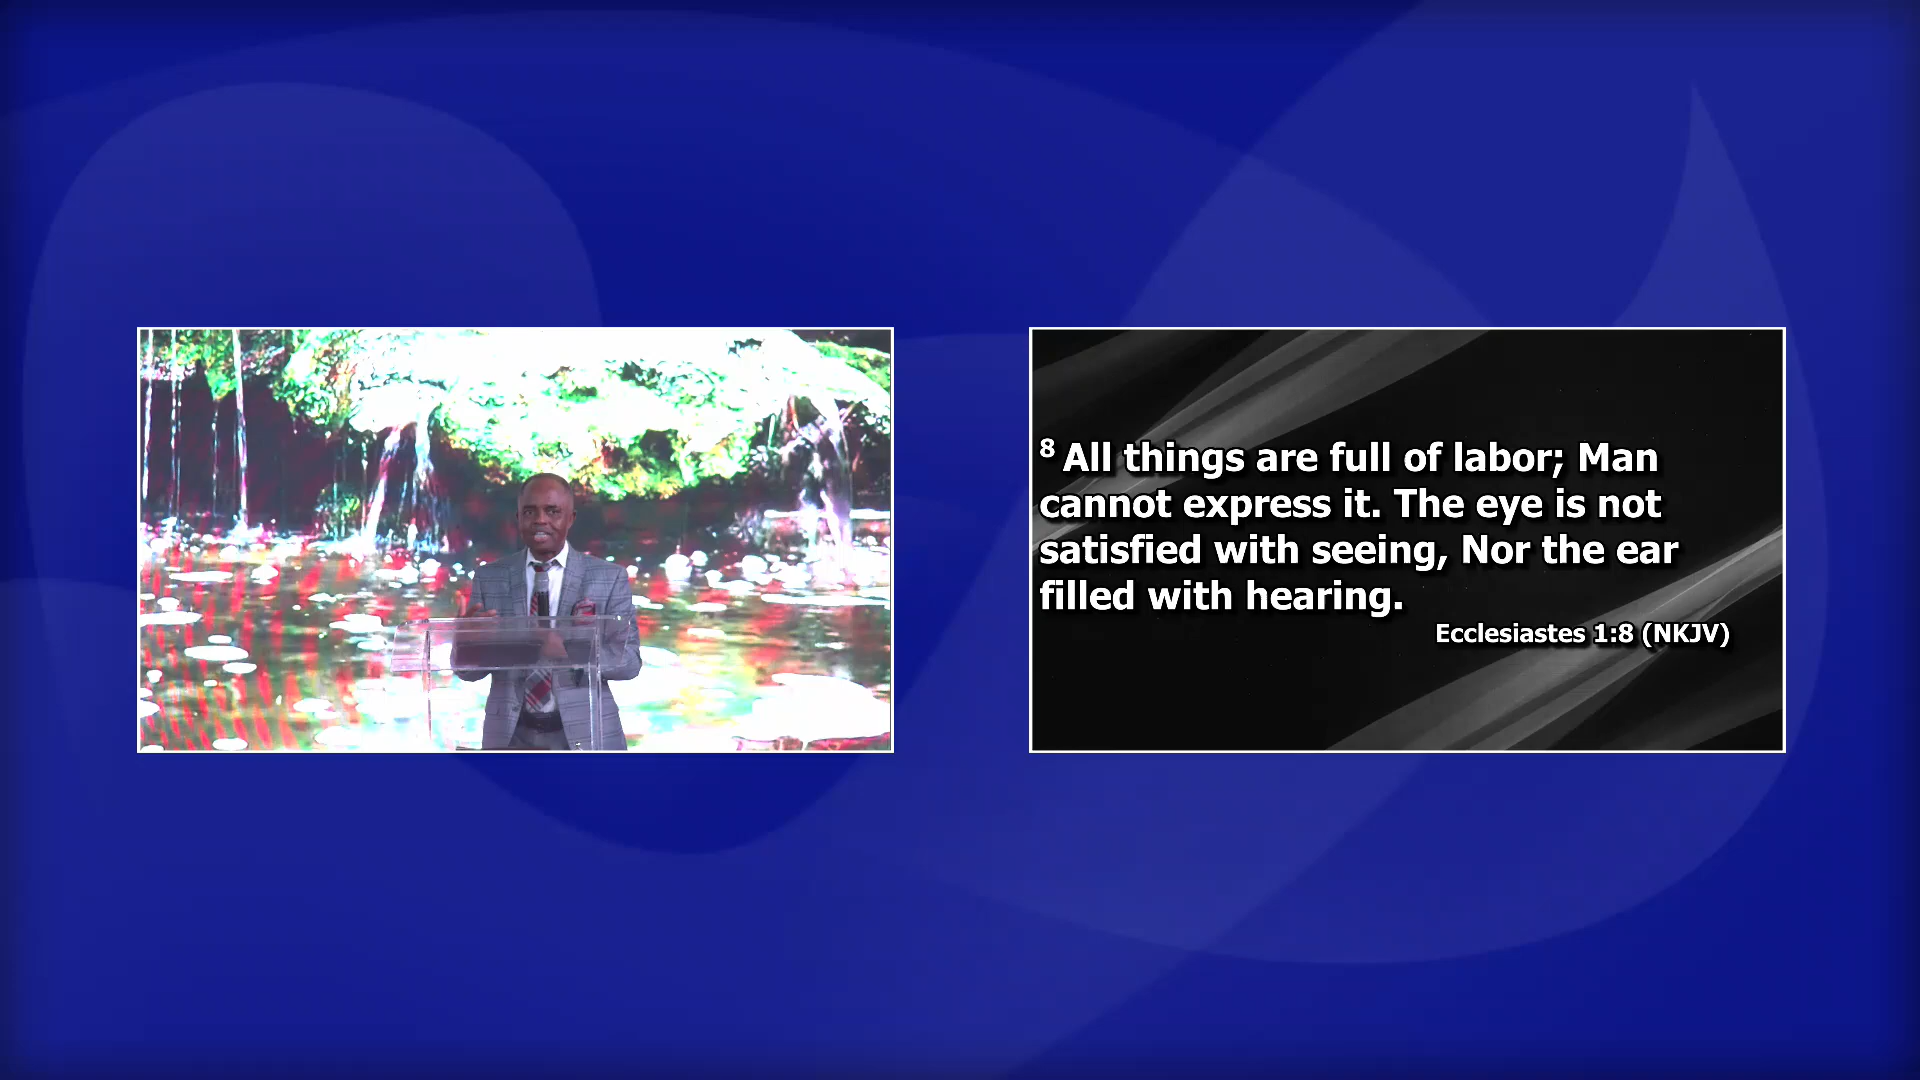 8 All things are full of labor; Man
cannot express it. The eye is not
satisfied with seeing, Nor the ear
filled with hearing.
Ecclesiastes 1:8 (NKJV)